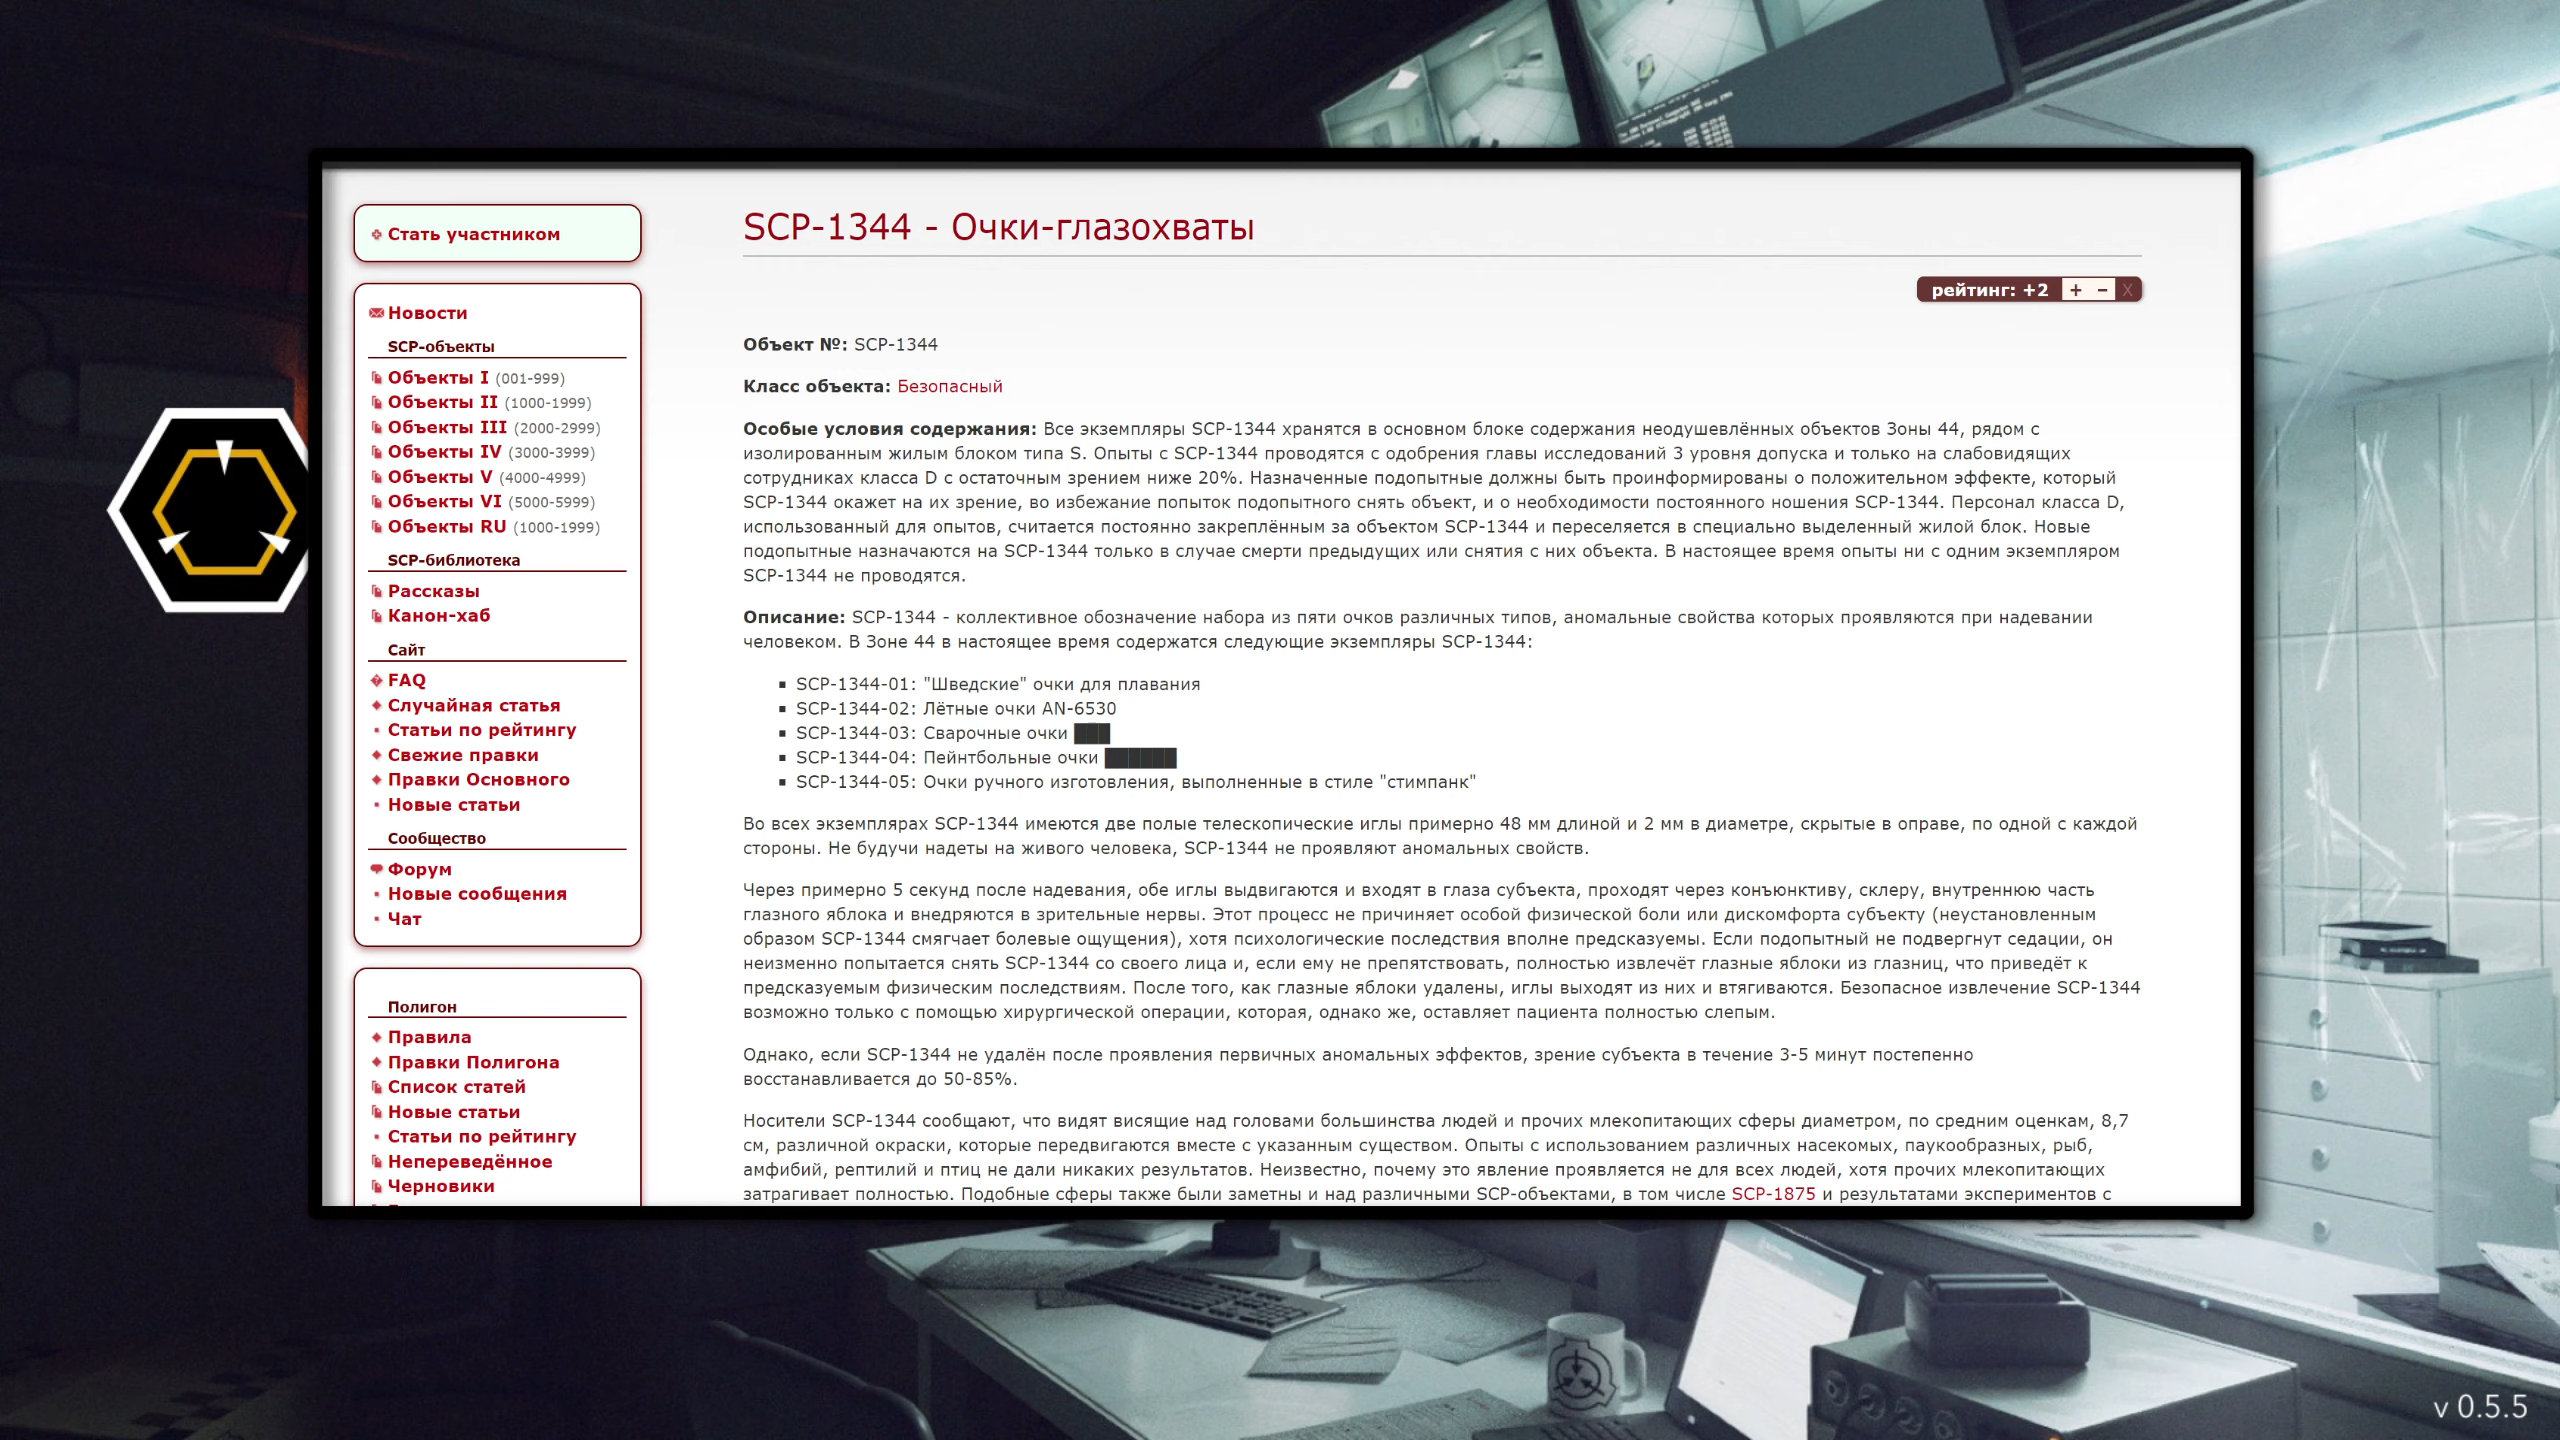 Стать участником
Новости
SCP-объекты
Объекты I (001-999)
Объекты II (1000-1999)
Объекты III (2000-2999)
Объекты IV (3000-3999)
Объекты V (4000-4999)
Объекты VI (5000-5999)
Объекты RU (1000-1999)
SCP-библиотека
Рассказы
Канон-хаб
Сайт
FAQ
Случайная статья
Статьи по рейтингу
Свежие правки
Правки Основного
Новые статьи
Сообщество
Форум
Новые сообщения
Чат
Полигон
Правила
Правки Полигона
Список статей
Новые статьи
Статьи по рейтингу
Непереведённое
Черновики
SCP-1344 - Очки-глазохваты
рейтинг: +2 + − X
Объект №: SCP-1344
Класс объекта: Безопасный
Особые условия содержания: Все экземпляры SCP-1344 хранятся в основном блоке содержания неодушевлённых объектов Зоны 44, рядом с
изолированным жилым блоком типа S. Опыты с SCP-1344 проводятся с одобрения главы исследований 3 уровня допуска и только на слабовидящих
сотрудниках класса D с остаточным зрением ниже 20%. Назначенные подопытные должны быть проинформированы о положительном эффекте, который
SCP-1344 окажет на их зрение, во избежание попыток подопытного снять объект, и о необходимости постоянного ношения SCP-1344. Персонал класса D,
использованный для опытов, считается постоянно закреплённым за объектом SCP-1344 и переселяется в специально выделенный жилой блок. Новые
подопытные назначаются на SCP-1344 только в случае смерти предыдущих или снятия с них объекта. В настоящее время опыты ни с одним экземпляром
SCP-1344 не проводятся.
Описание: SCP-1344 - коллективное обозначение набора из пяти очков различных типов, аномальные свойства которых проявляются при надевании
человеком. В Зоне 44 в настоящее время содержатся следующие экземпляры SCP-1344:
SCP-1344-01: "Шведские" очки для плавания
SCP-1344-02: Лётные очки AN-6530
SCP-1344-03: Сварочные очки ███
SCP-1344-04: Пейнтбольные очки ██████
SCP-1344-05: Очки ручного изготовления, выполненные в стиле "стимпанк"
Во всех экземплярах SCP-1344 имеются две полые телескопические иглы примерно 48 мм длиной и 2 мм в диаметре, скрытые в оправе, по одной с каждой
стороны. Не будучи надеты на живого человека, SCP-1344 не проявляют аномальных свойств.
Через примерно 5 секунд после надевания, обе иглы выдвигаются и входят в глаза субъекта, проходят через конъюнктиву, склеру, внутреннюю часть
глазного яблока и внедряются в зрительные нервы. Этот процесс не причиняет особой физической боли или дискомфорта субъекту (неустановленным
образом SCP-1344 смягчает болевые ощущения), хотя психологические последствия вполне предсказуемы. Если подопытный не подвергнут седации, он
неизменно попытается снять SCP-1344 со своего лица и, если ему не препятствовать, полностью извлечёт глазные яблоки из глазниц, что приведёт к
предсказуемым физическим последствиям. После того, как глазные яблоки удалены, иглы выходят из них и втягиваются. Безопасное извлечение SCP-1344
возможно только с помощью хирургической операции, которая, однако же, оставляет пациента полностью слепым.
Однако, если SCP-1344 не удалён после проявления первичных аномальных эффектов, зрение субъекта в течение 3-5 минут постепенно
восстанавливается до 50-85%.
Носители SCP-1344 сообщают, что видят висящие над головами большинства людей и прочих млекопитающих сферы диаметром, по средним оценкам, 8,7
см, различной окраски, которые передвигаются вместе с указанным существом. Опыты с использованием различных насекомых, паукообразных, рыб,
амфибий, рептилий и птиц не дали никаких результатов. Неизвестно, почему это явление проявляется не для всех людей, хотя прочих млекопитающих
затрагивает полностью. Подобные сферы также были заметны и над различными SCP-объектами, в том числе SCP-1875 и результатами экспериментов с
v 0.5.5